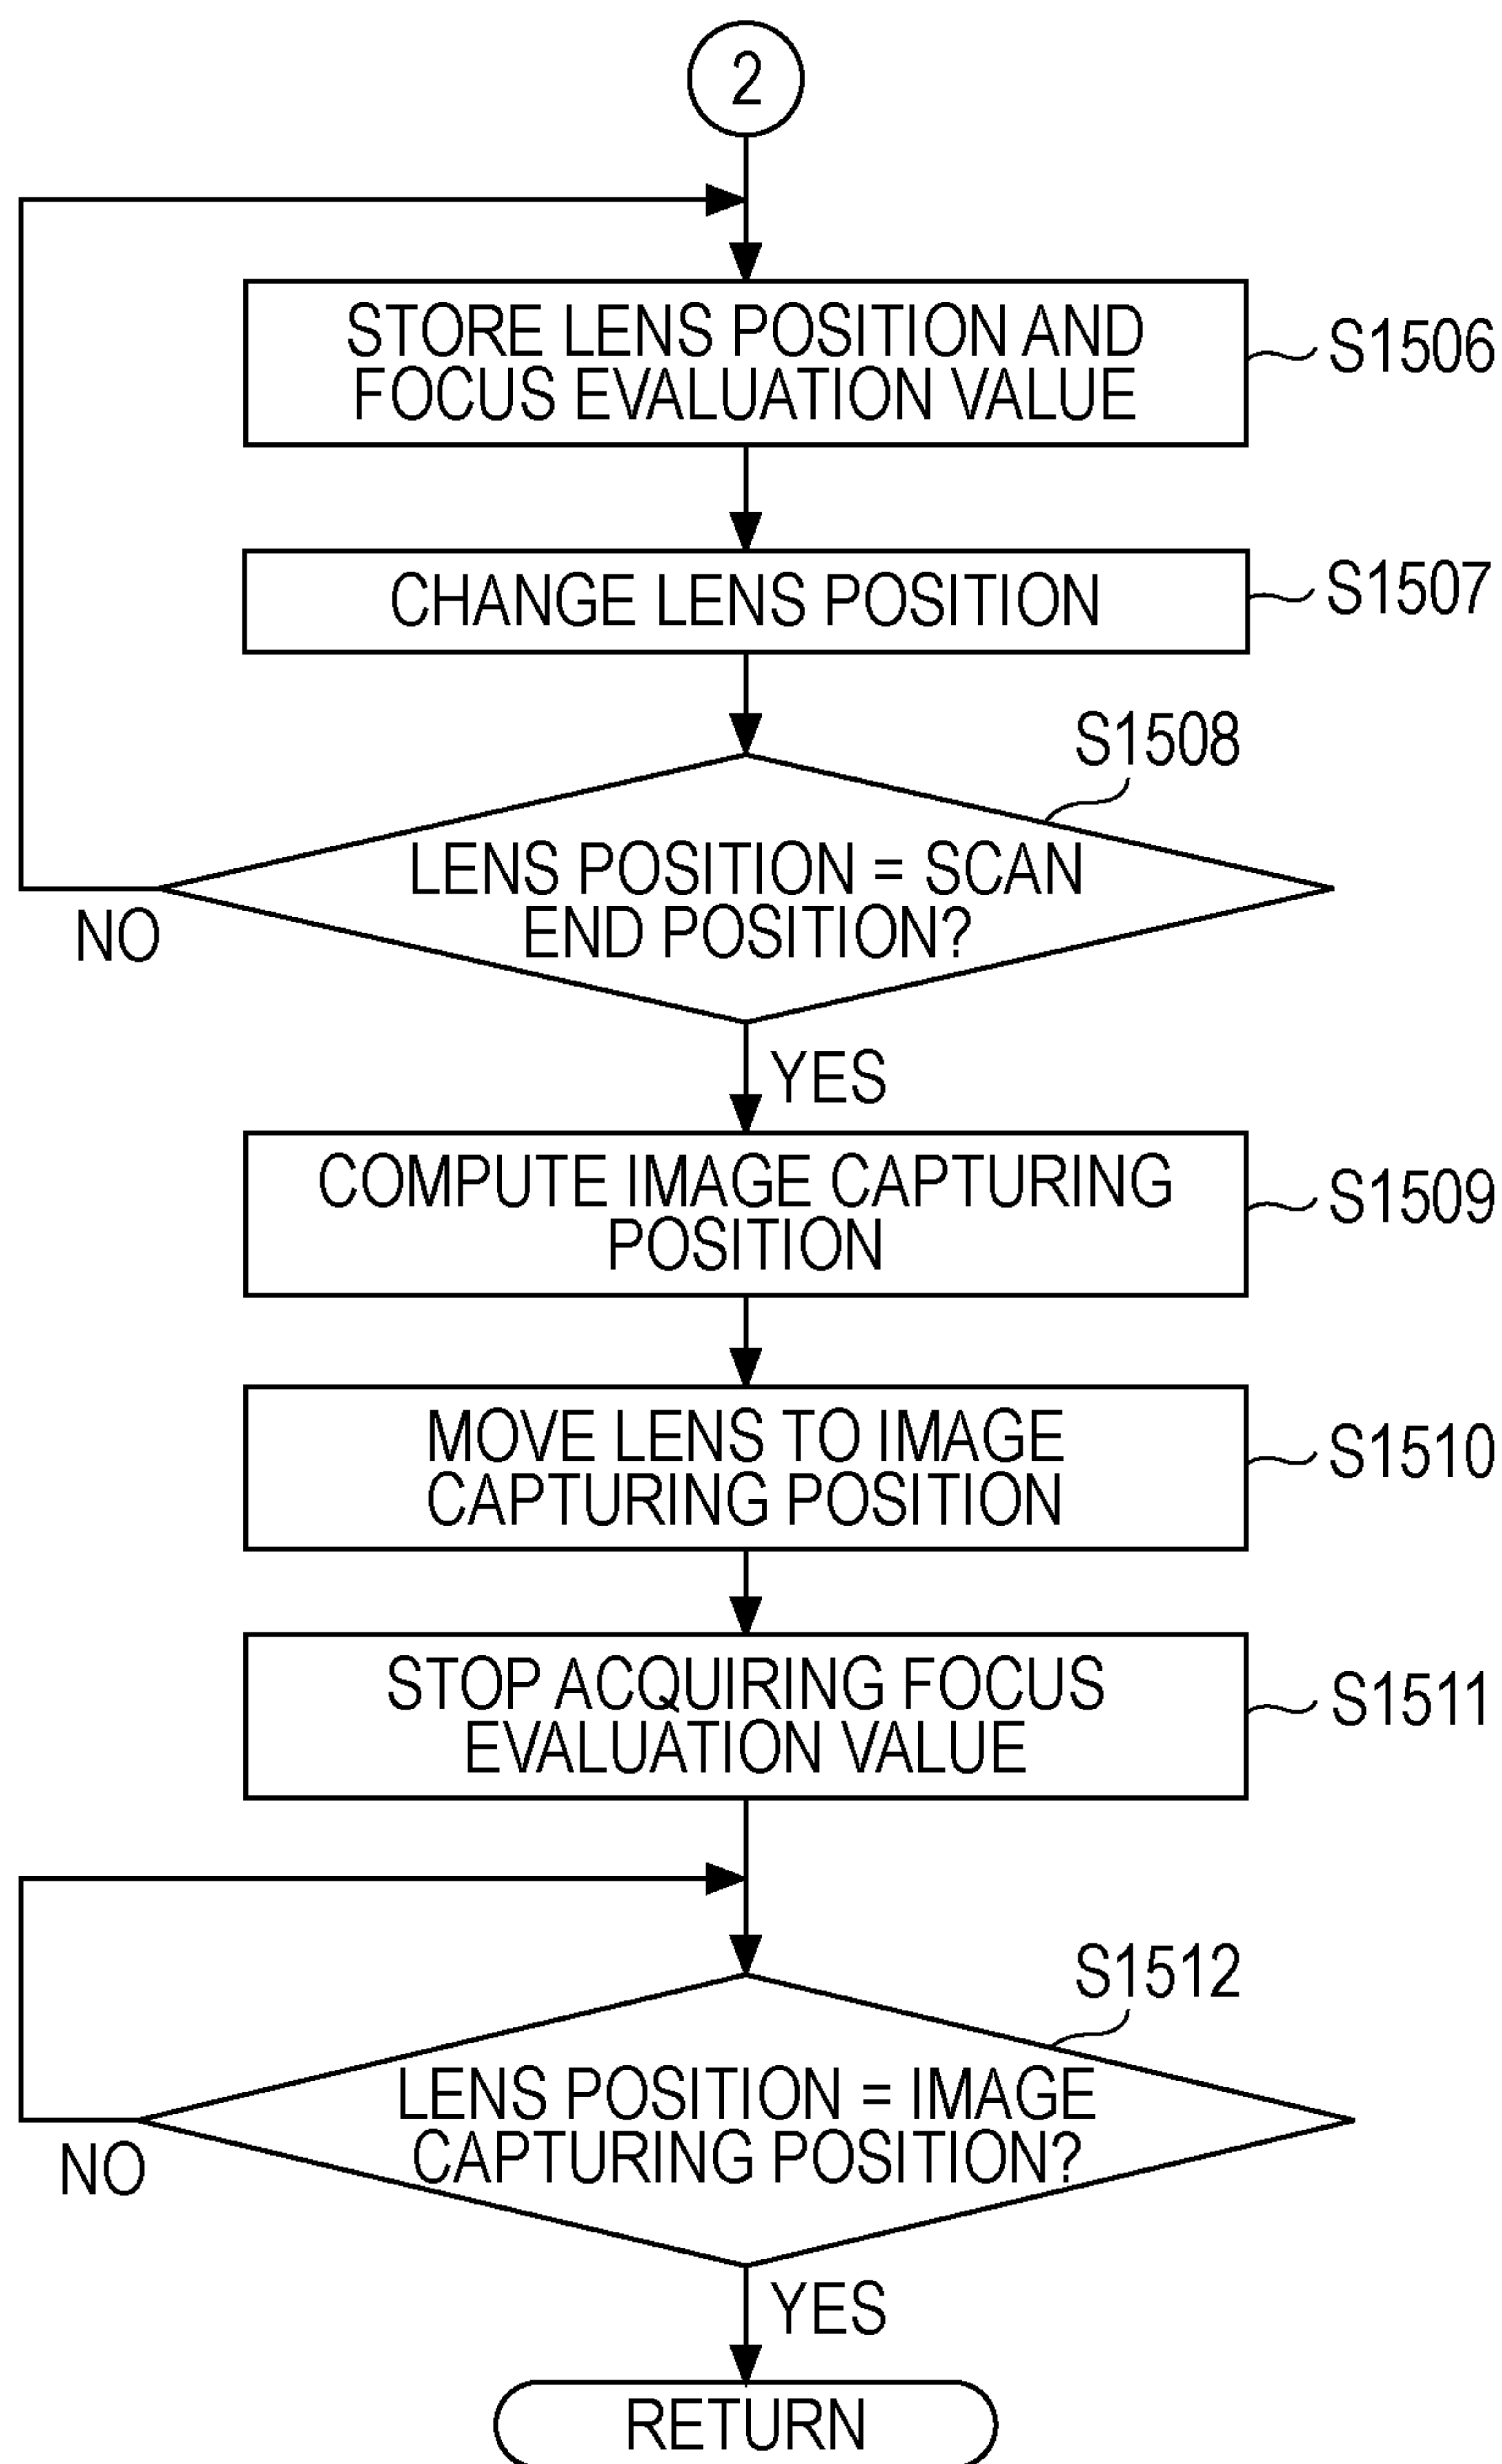 2
STORE LENS POSITION AND
FOCUS EVALUATION VALUE
S1506
CHANGE LENS POSITION
S1507
S1508
LENS POSITION = SCAN
END POSITION?
NO
YES
COMPUTE IMAGE CAPTURING
POSITION
S1509
MOVE LENS TO IMAGE
CAPTURING POSITION
S1510
STOP ACQUIRING FOCUS
EVALUATION VALUE
S1511
S1512
LENS POSITION = IMAGE
CAPTURING POSITION?
NO
YES
RETURN